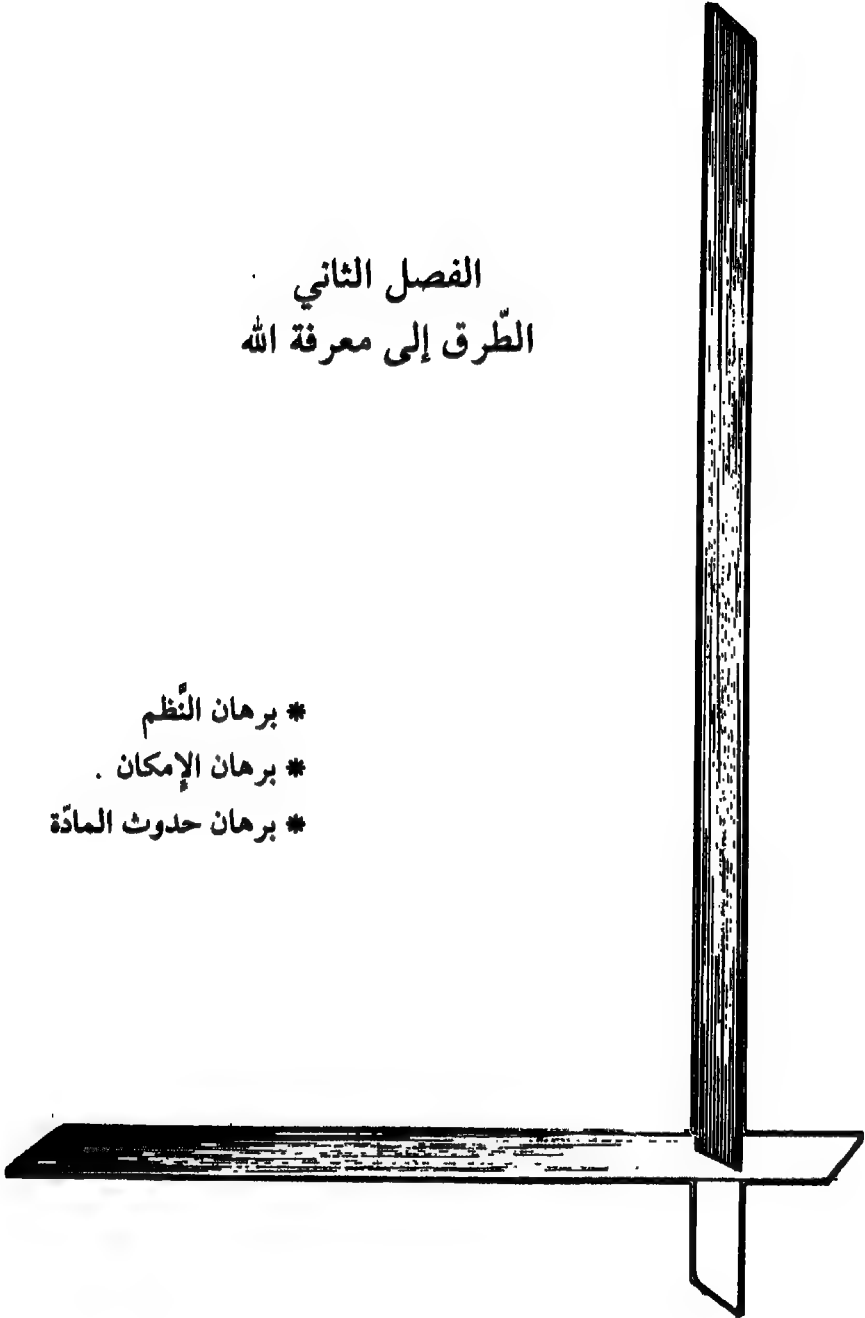 الفصل الثاني
الطّرق إلى معرفة الله
* برهان النَّظم
* برهان الإمكان .
* برهان حدوث المادّة